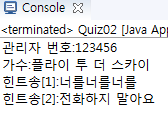 Console
<terminated> Quiz02 [Java App
관리자 번호:123456
가수:플라이 투 더 스카이
힌트송[1]:너를너를너를
힌트송[2]:전화하지 말아요